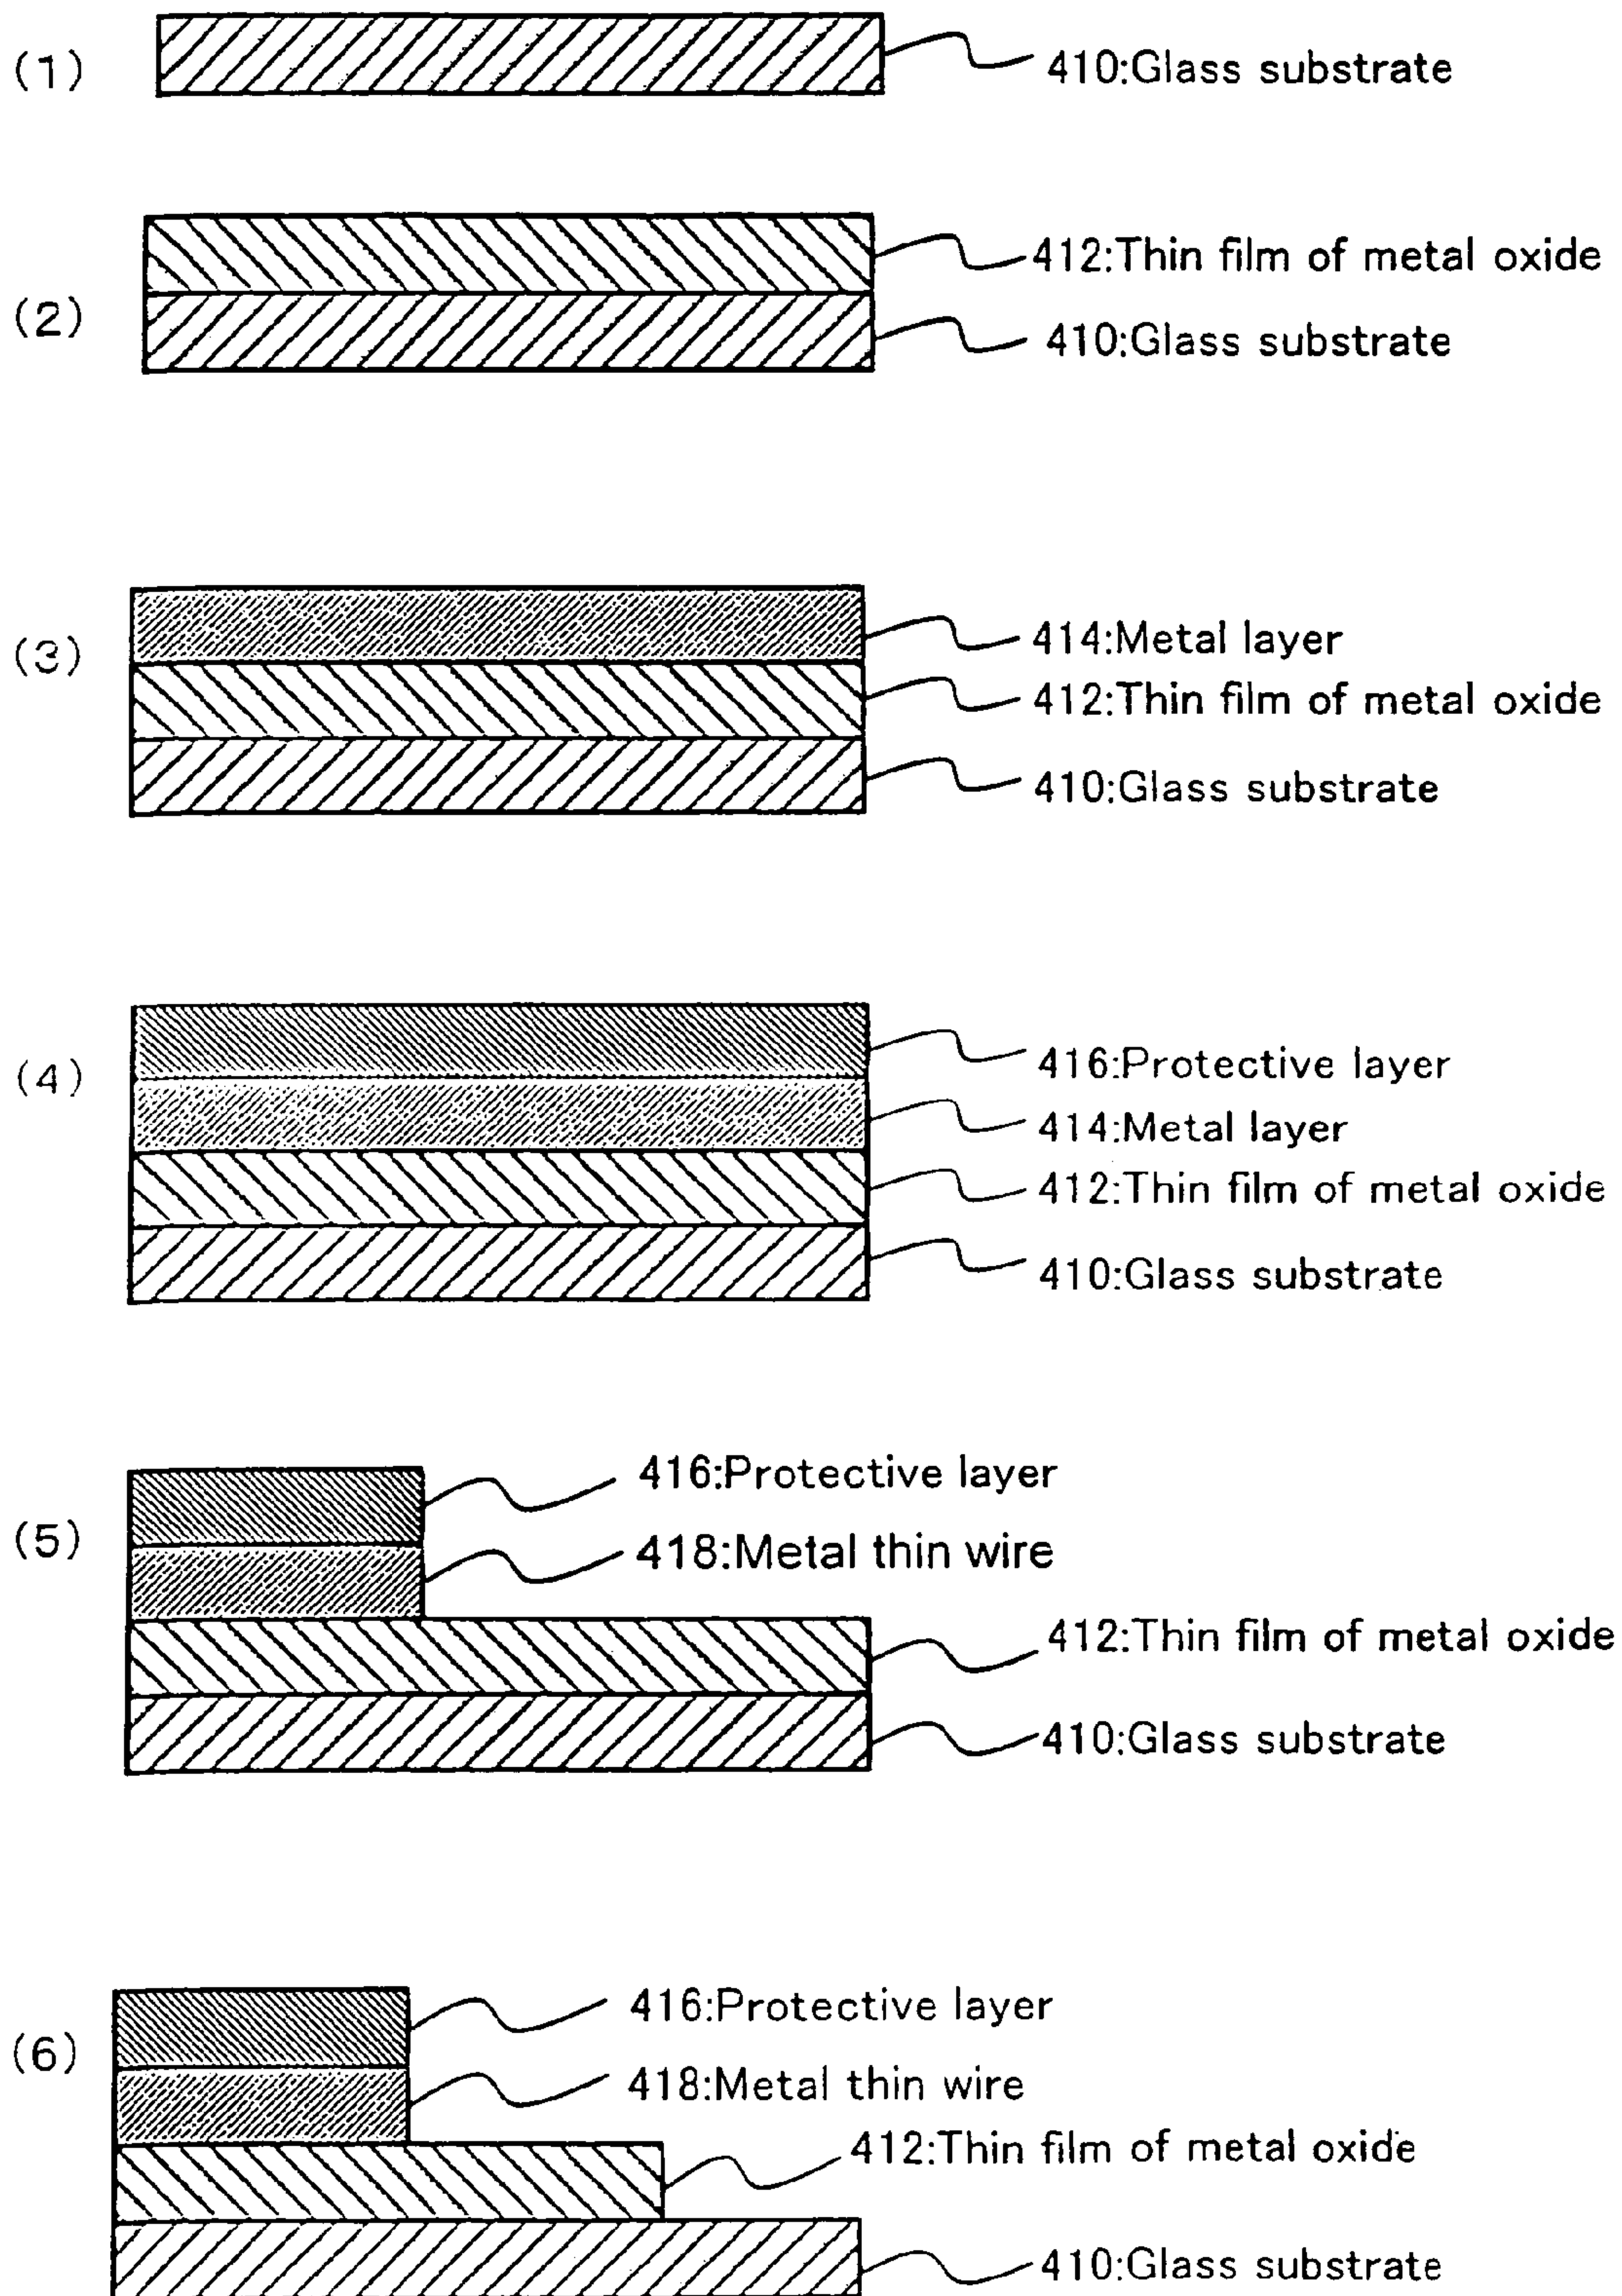 (1)
410:Glass substrate
(2)
412:Thin film of metal oxide
410:Glass substrate
(3)
414:Metal layer
412:Thin film of metal oxide
410:Glass substrate
(4)
416:Protective layer
414:Metal layer
412:Thin film of metal oxide
410:Glass substrate
(5)
416:Protective layer
418:Metal thin wire
412:Thin film of metal oxide
410:Glass substrate
(6)
416:Protective layer
418:Metal thin wire
412:Thin film of metal oxide
410:Glass substrate